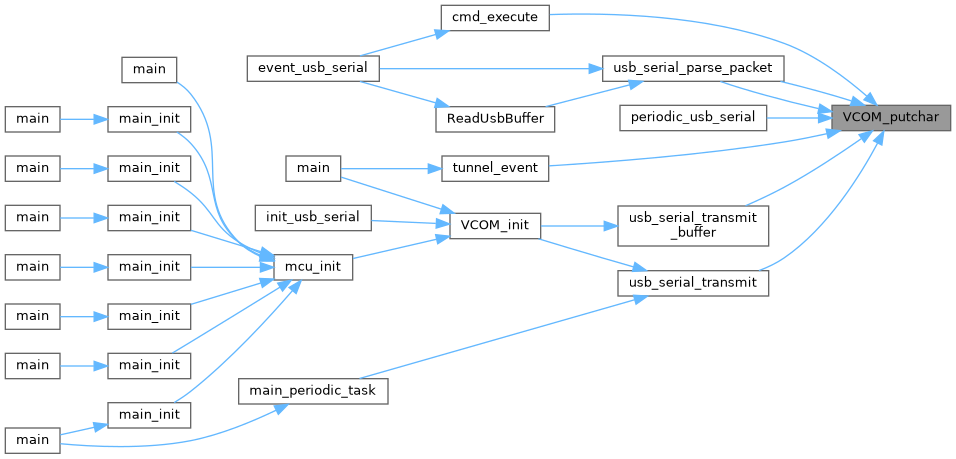 cmd_execute
main
event_usb_serial
usb_serial_parse_packet
main
main_init
ReadUsbBuffer
periodic_usb_serial
VCOM_putchar
main
main_init
main
tunnel_event
main
main_init
init_usb_serial
VCOM_init
usb_serial_transmit
_buffer
main
main_init
mcu_init
usb_serial_transmit
main
main_init
main
main_init
main_periodic_task
main_init
main